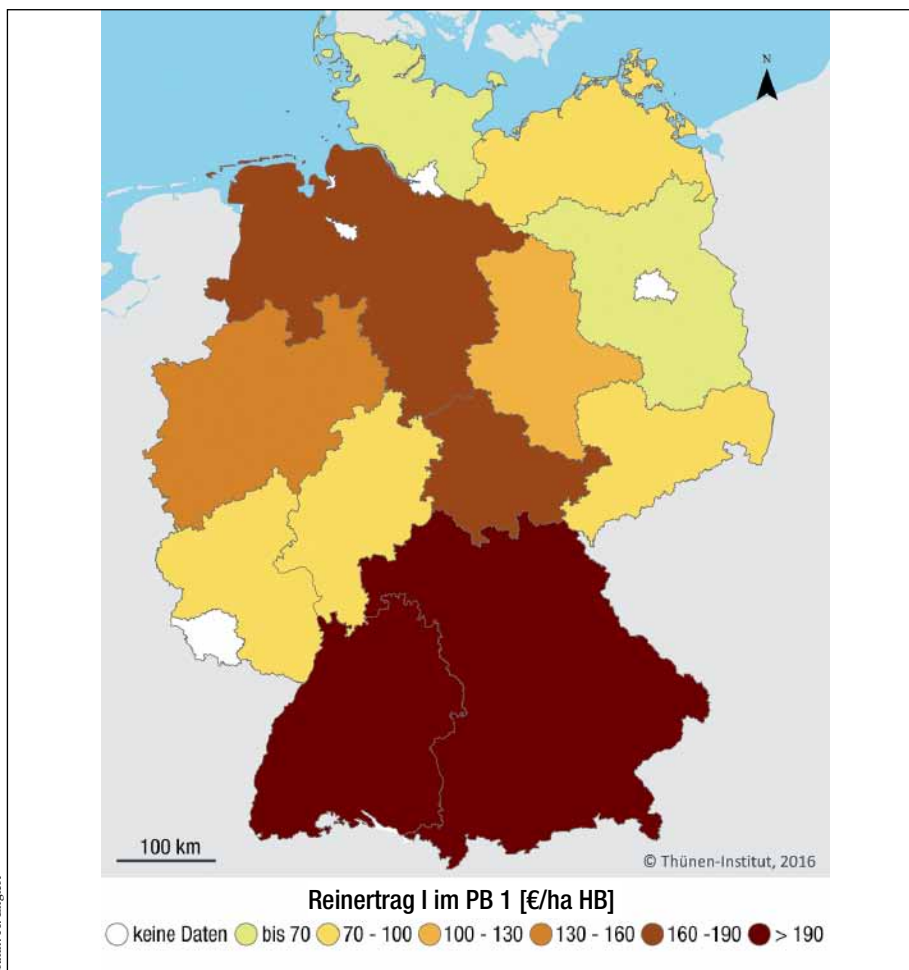 N
100 km
© Thünen-Institut, 2016
Reinertrag I im PB 1 [€/ha HB]
keine Daten bis 70 70 - 100 100 - 130 130 - 160 160 -190 > 190